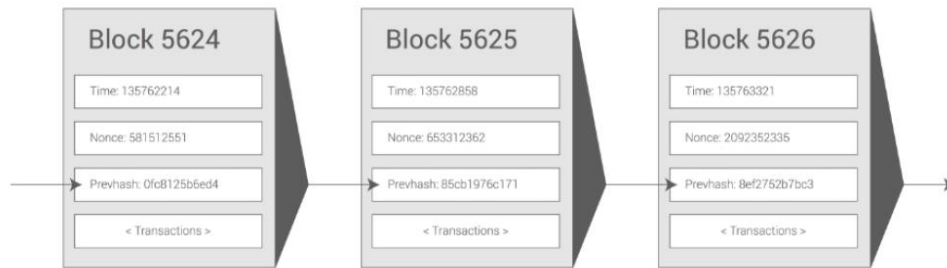 Block 5624
Time: 135762214
Nonce: 581512551
Prevhash: 0fc8125b6ed4
< Transactions >
Block 5625
Time: 135762858
Nonce: 653312362
Prevhash: 85cb1976c171
< Transactions >
Block 5626
Time: 135763321
Nonce: 2092352335
Prevhash: 8ef2752b7bc3
< Transactions >